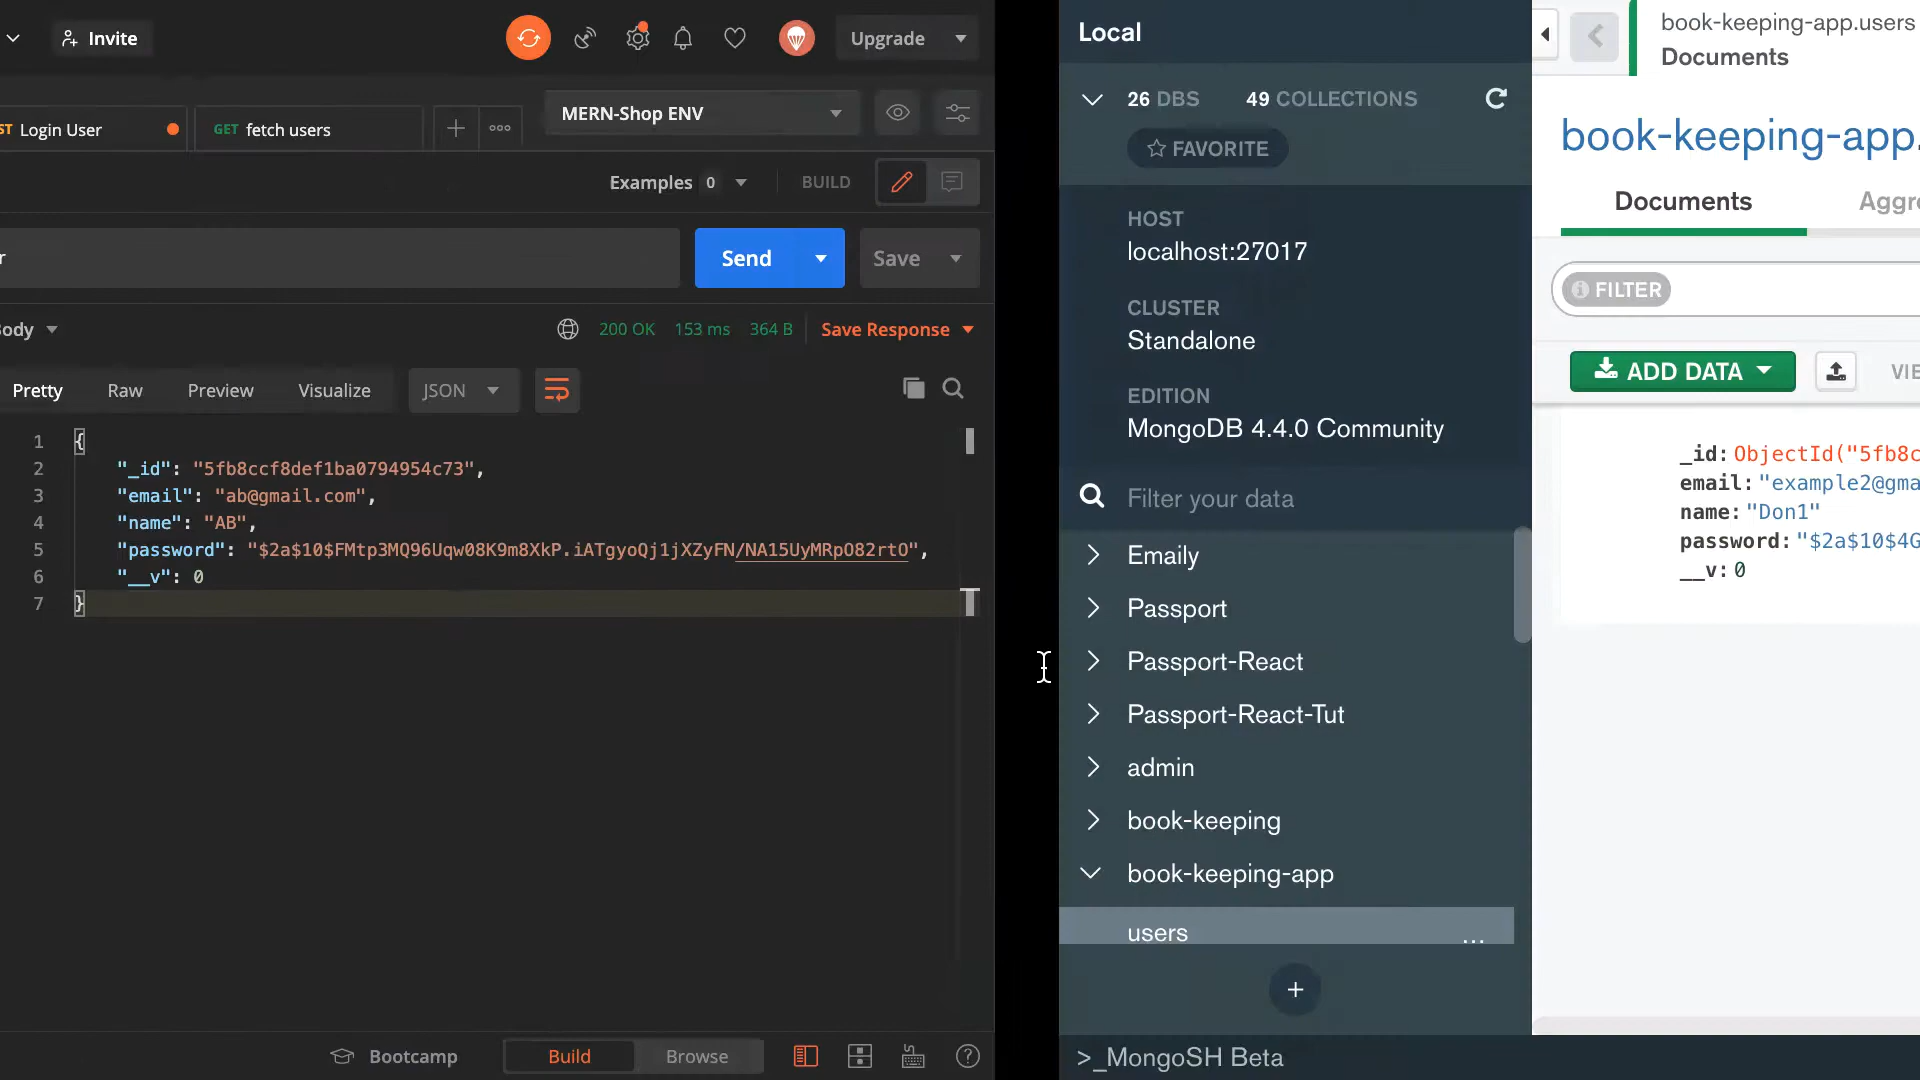 Invite
Upgrade
ST Login User
GET fetch users
MERN-Shop ENV
Examples 0
BUILD
r
Send
Save
Body
200 OK 153 ms 364 B
Save Response
Pretty
Raw
Preview
Visualize
JSON
1 {
2 "_id": "5fb8ccf8def1ba0794954c73",
3 "email": "ab@gmail.com",
4 "name": "AB",
5 "password": "$2a$10$FMtp3MQ96Uqw08K9m8XkP.iATgyoQj1jXZyFN/NA15UyMRpO82rtO",
6 "__v": 0
7 }
Bootcamp
Build
Browse
Local
26 DBS 49 COLLECTIONS
FAVORITE
HOST
localhost:27017
CLUSTER
Standalone
EDITION
MongoDB 4.4.0 Community
Filter your data
Emaily
Passport
Passport-React
Passport-React-Tut
admin
book-keeping
book-keeping-app
users ...
+
>_MongoSH Beta
book-keeping-app.users
Documents
book-keeping-app.
Documents
Aggr
FILTER
ADD DATA
VIE
_id: ObjectId("5fb8c
email: "example2@gma
name: "Don1"
password: "$2a$10$4G
__v: 0